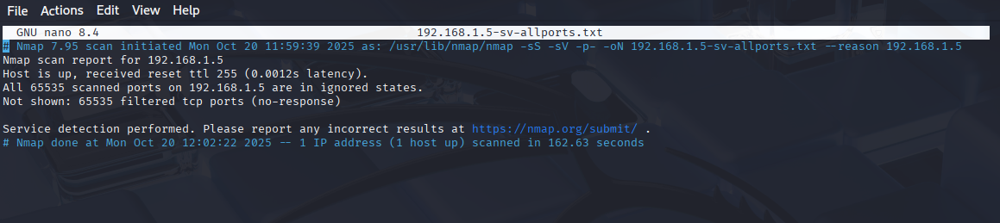 File Actions Edit View Help
GNU nano 8.4 192.168.1.5-sv-allports.txt
# Nmap 7.95 scan initiated Mon Oct 20 11:59:39 2025 as: /usr/lib/nmap/nmap -sS -sV -p- -oN 192.168.1.5-sv-allports.txt --reason 192.168.1.5
Nmap scan report for 192.168.1.5
Host is up, received reset ttl 255 (0.0012s latency).
All 65535 scanned ports on 192.168.1.5 are in ignored states.
Not shown: 65535 filtered tcp ports (no-response)
Service detection performed. Please report any incorrect results at https://nmap.org/submit/ .
# Nmap done at Mon Oct 20 12:02:22 2025 -- 1 IP address (1 host up) scanned in 162.63 seconds